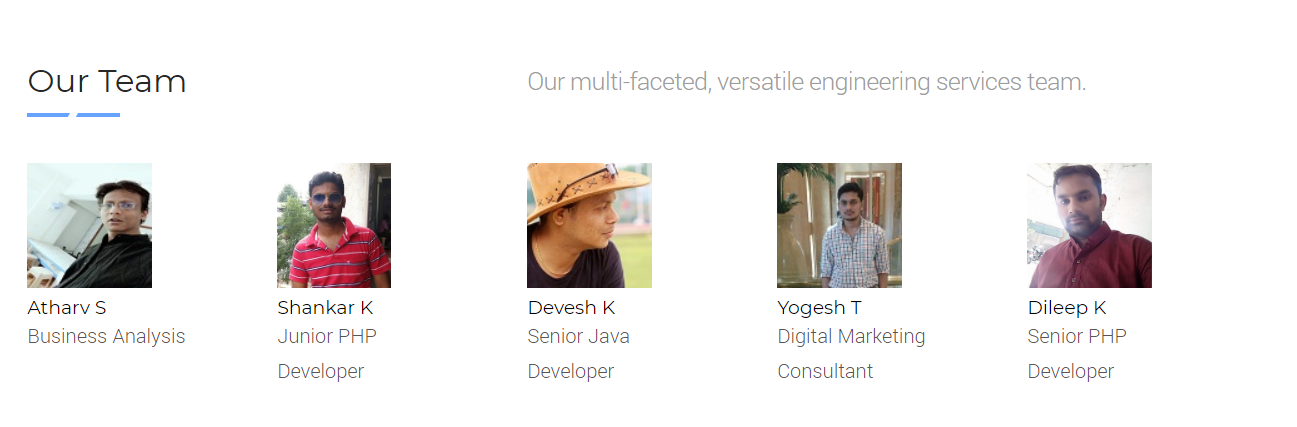 Our Team
Our multi-faceted, versatile engineering services team.
Atharv S
Business Analysis
Shankar K
Junior PHP
Developer
Devesh K
Senior Java
Developer
Yogesh T
Digital Marketing
Consultant
Dileep K
Senior PHP
Developer